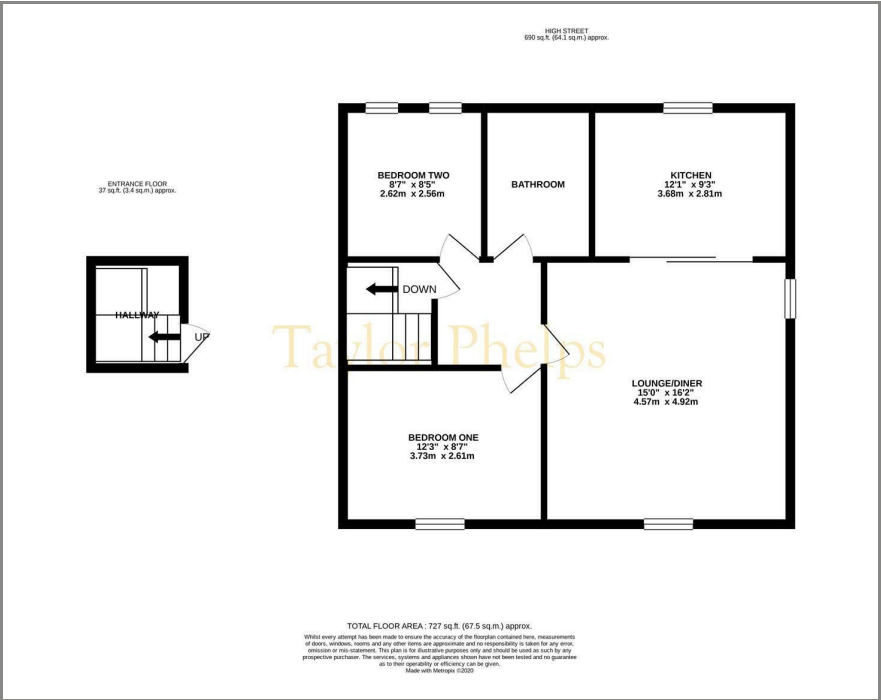 HIGH STREET
690 sq.ft. (64.1 sq.m.) approx.
ENTRANCE FLOOR
37 sq.ft. (3.4 sq.m.) approx.
BEDROOM TWO
8'7" x 8'5"
2.62m x 2.56m
BATHROOM
KITCHEN
12'1" x 9'3"
3.68m x 2.81m
HALLWAY
UP
DOWN
Taylor Phelps
LOUNGE/DINER
15'0" x 16'2"
4.57m x 4.92m
BEDROOM ONE
12'3" x 8'7"
3.73m x 2.61m
TOTAL FLOOR AREA : 727 sq.ft. (67.5 sq.m.) approx.
Whilst every attempt has been made to ensure the accuracy of the floorplan contained here, measurements
of doors, windows, rooms and any other items are approximate and no responsibility is taken for any error,
omission or mis-statement. This plan is for illustrative purposes only and should be used as such by any
prospective purchaser. The services, systems and appliances shown have not been tested and no guarantee
as to their operability or efficiency can be given.
Made with Metropix ©2020